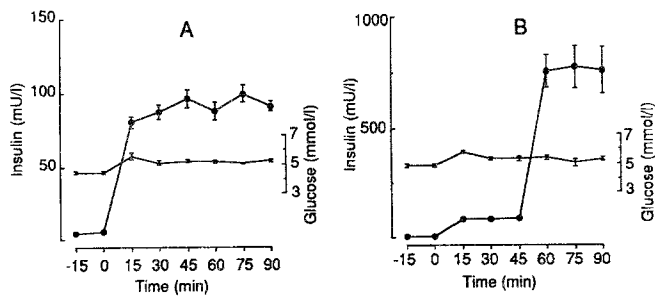 A
Insulin (mU/l)
150
100
50
7
5
3
Glucose (mmol/l)
-15 0 15 30 45 60 75 90
Time (min)
B
Insulin (mU/l)
1000
500
0
7
5
3
Glucose (mmol/l)
-15 0 15 30 45 60 75 90
Time (min)